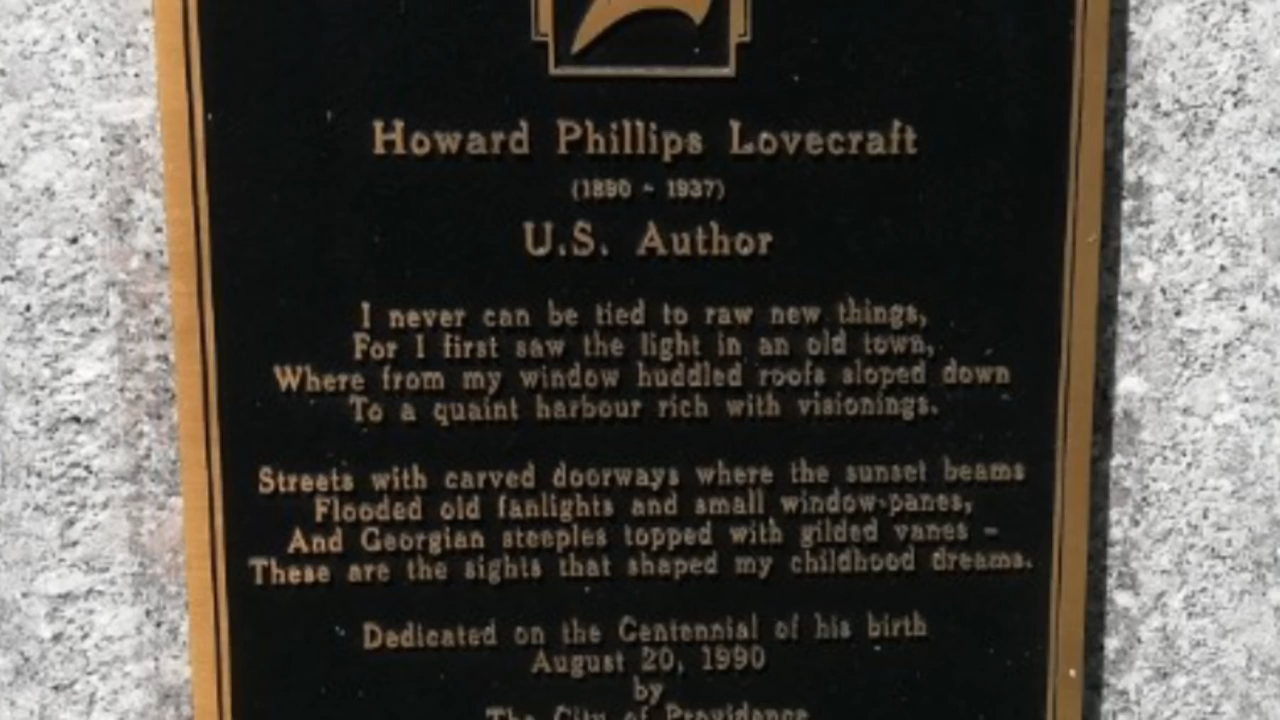 Howard Phillips Lovecraft
(1890 - 1937)
U.S. Author
I never can be tied to raw new things,
For I first saw the light in an old town,
Where from my window huddled roofs sloped down
To a quaint harbour rich with visionings.
Streets with carved doorways where the sunset beams
Flooded old fanlights and small window-panes,
And Georgian steeples topped with gilded vanes -
These are the sights that shaped my childhood dreams.
Dedicated on the Centennial of his birth
August 20, 1990
by
The City of Providence